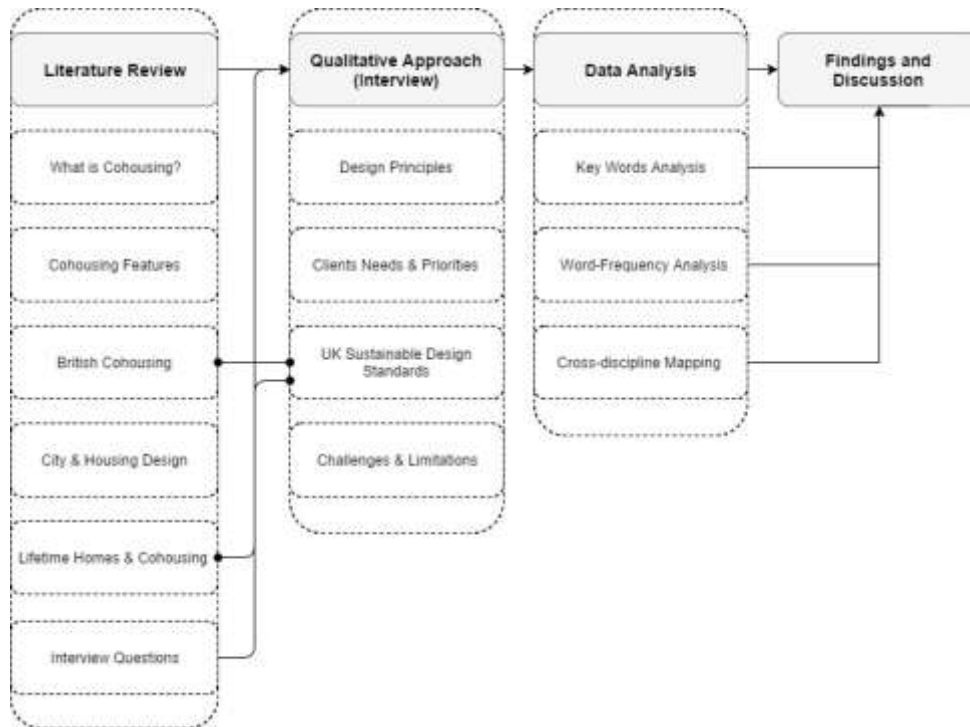 Literature Review
What is Cohousing?
Cohousing Features
British Cohousing
City & Housing Design
Lifetime Homes & Cohousing
Interview Questions
Qualitative Approach
(Interview)
Design Principles
Clients Needs & Priorities
UK Sustainable Design
Standards
Challenges & Limitations
Data Analysis
Key Words Analysis
Word-Frequency Analysis
Cross-discipline Mapping
Findings and
Discussion